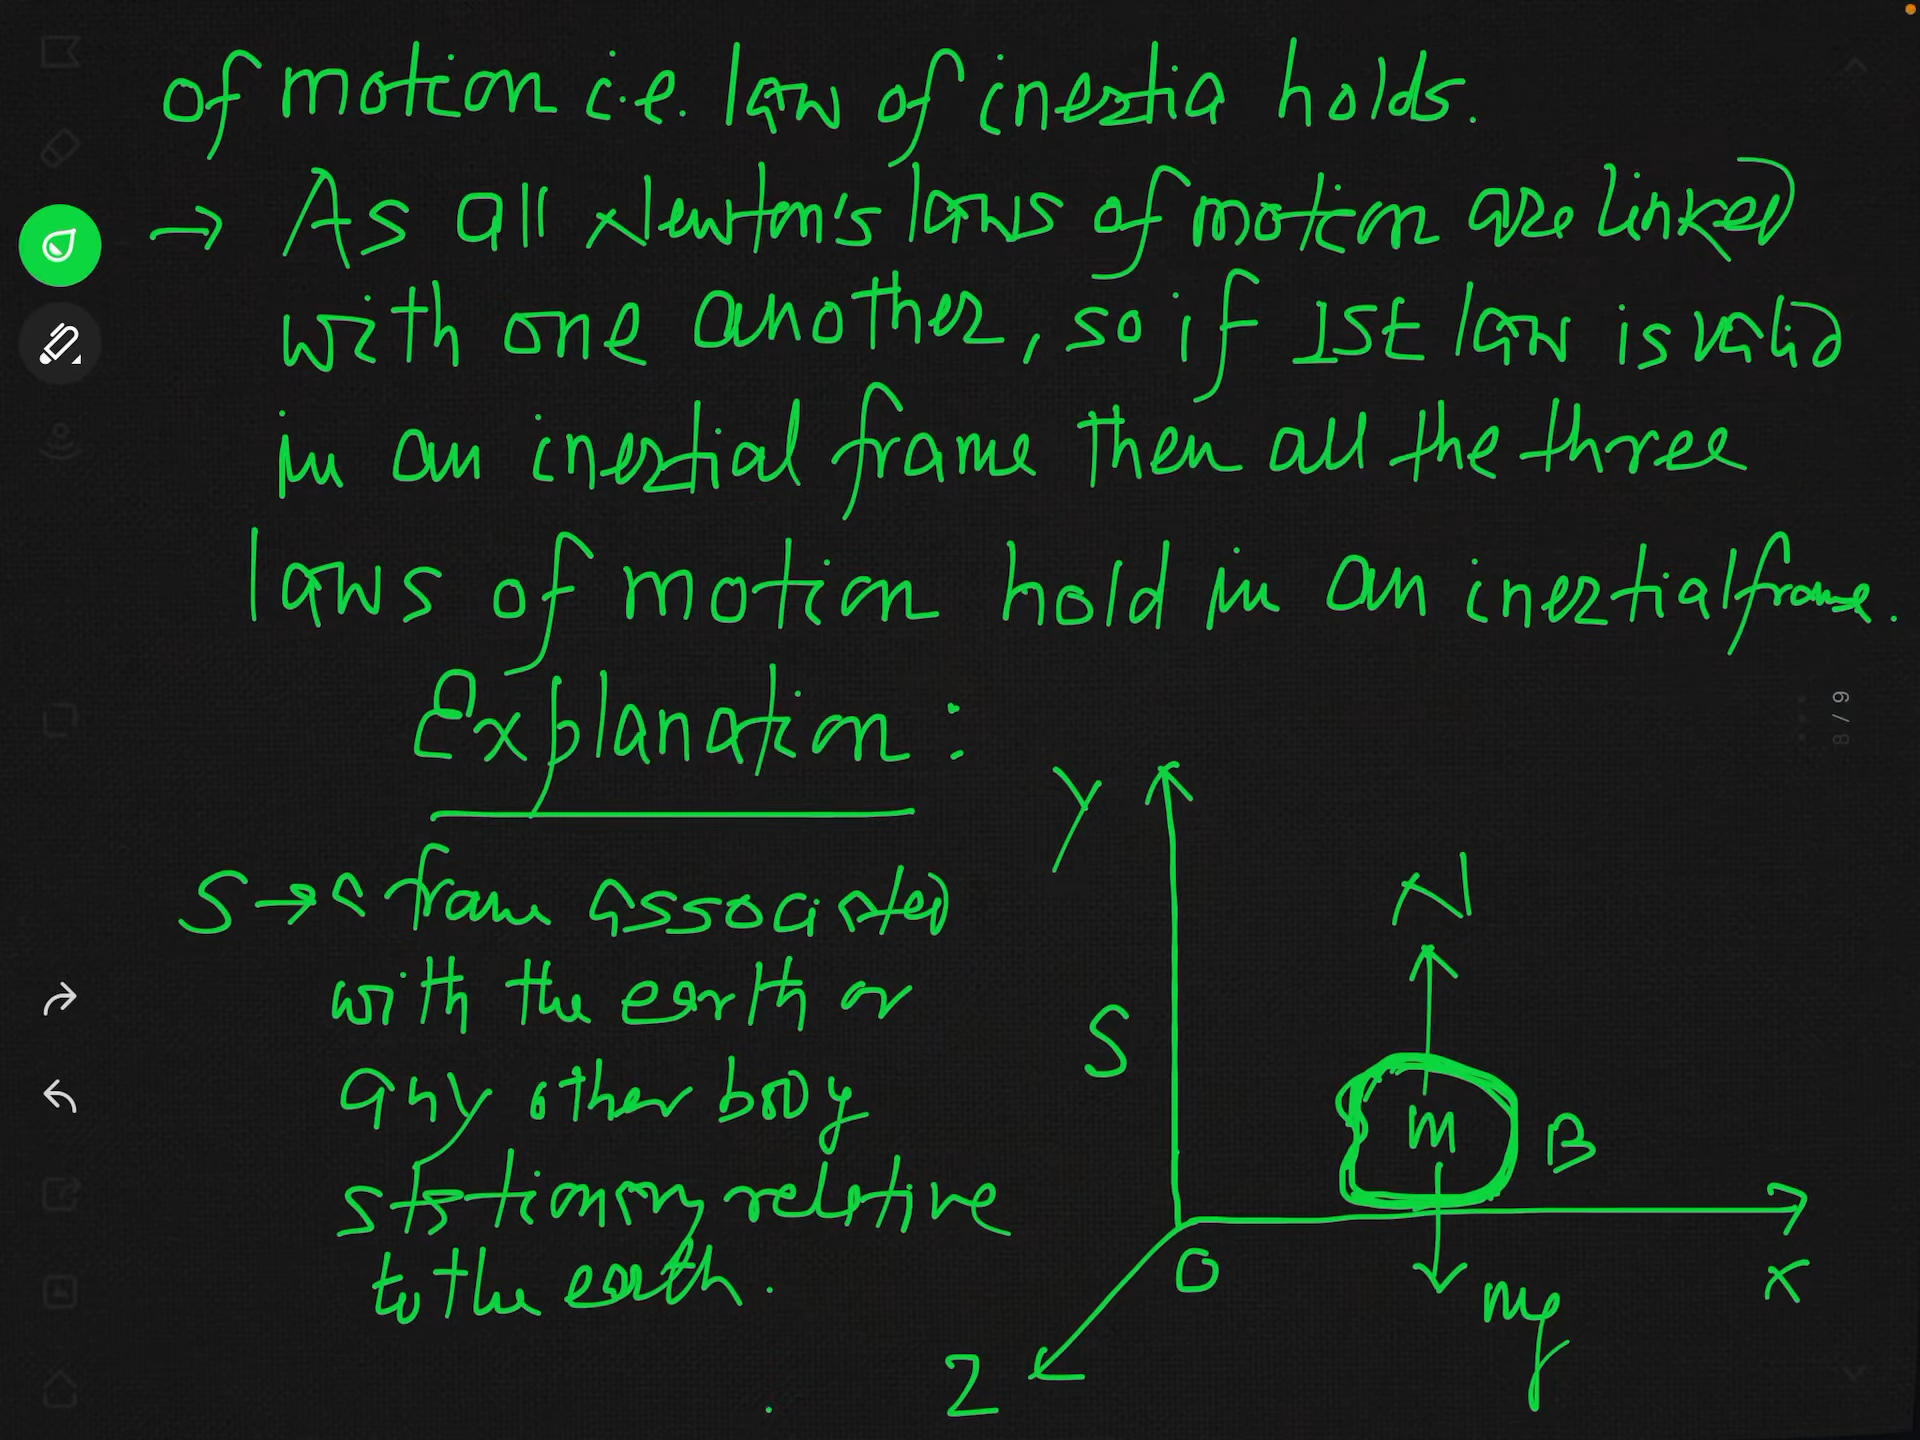 of motion i.e. law of inertia holds.
→ As all Newton's laws of motion are linked
with one another, so if 1st law is valid
in an inertial frame then all the three
laws of motion hold in an inertial frame.
Explanation:
S → a frame associated
with the earth or
any other body
stationary relative
to the earth.
Y
N
S
m
B
O
X
mg
Z
8/9